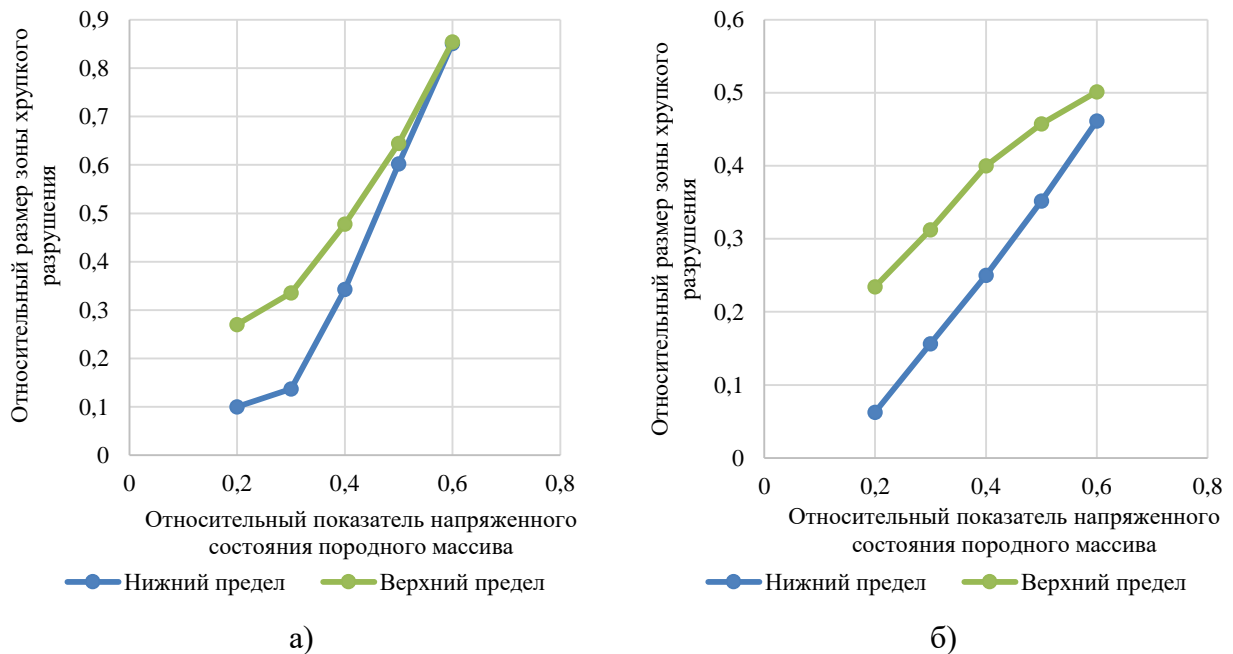 Относительный размер зоны хрупкого
разрушения
0,9
0,8
0,7
0,6
0,5
0,4
0,3
0,2
0,1
0
0
0,2
0,4
0,6
0,8
Относительный показатель напряженного
состояния породного массива
Нижний предел
Верхний предел
а)
Относительный размер зоны хрупкого
разрушения
0,6
0,5
0,4
0,3
0,2
0,1
0
0
0,2
0,4
0,6
0,8
Относительный показатель напряженного
состояния породного массива
Нижний предел
Верхний предел
б)